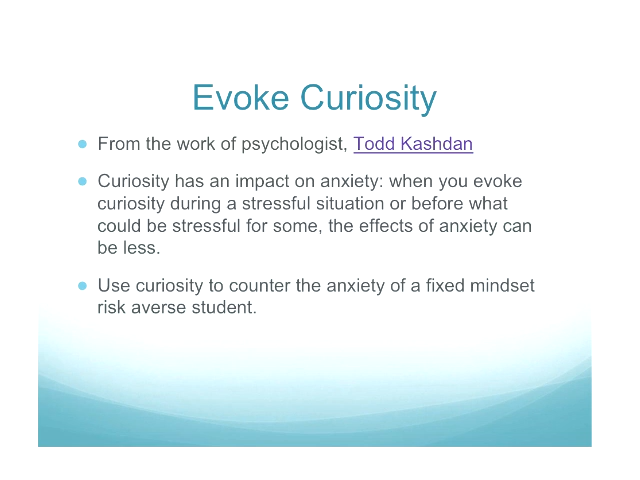 Evoke Curiosity
From the work of psychologist, Todd Kashdan
Curiosity has an impact on anxiety: when you evoke
curiosity during a stressful situation or before what
could be stressful for some, the effects of anxiety can
be less.
Use curiosity to counter the anxiety of a fixed mindset
risk averse student.